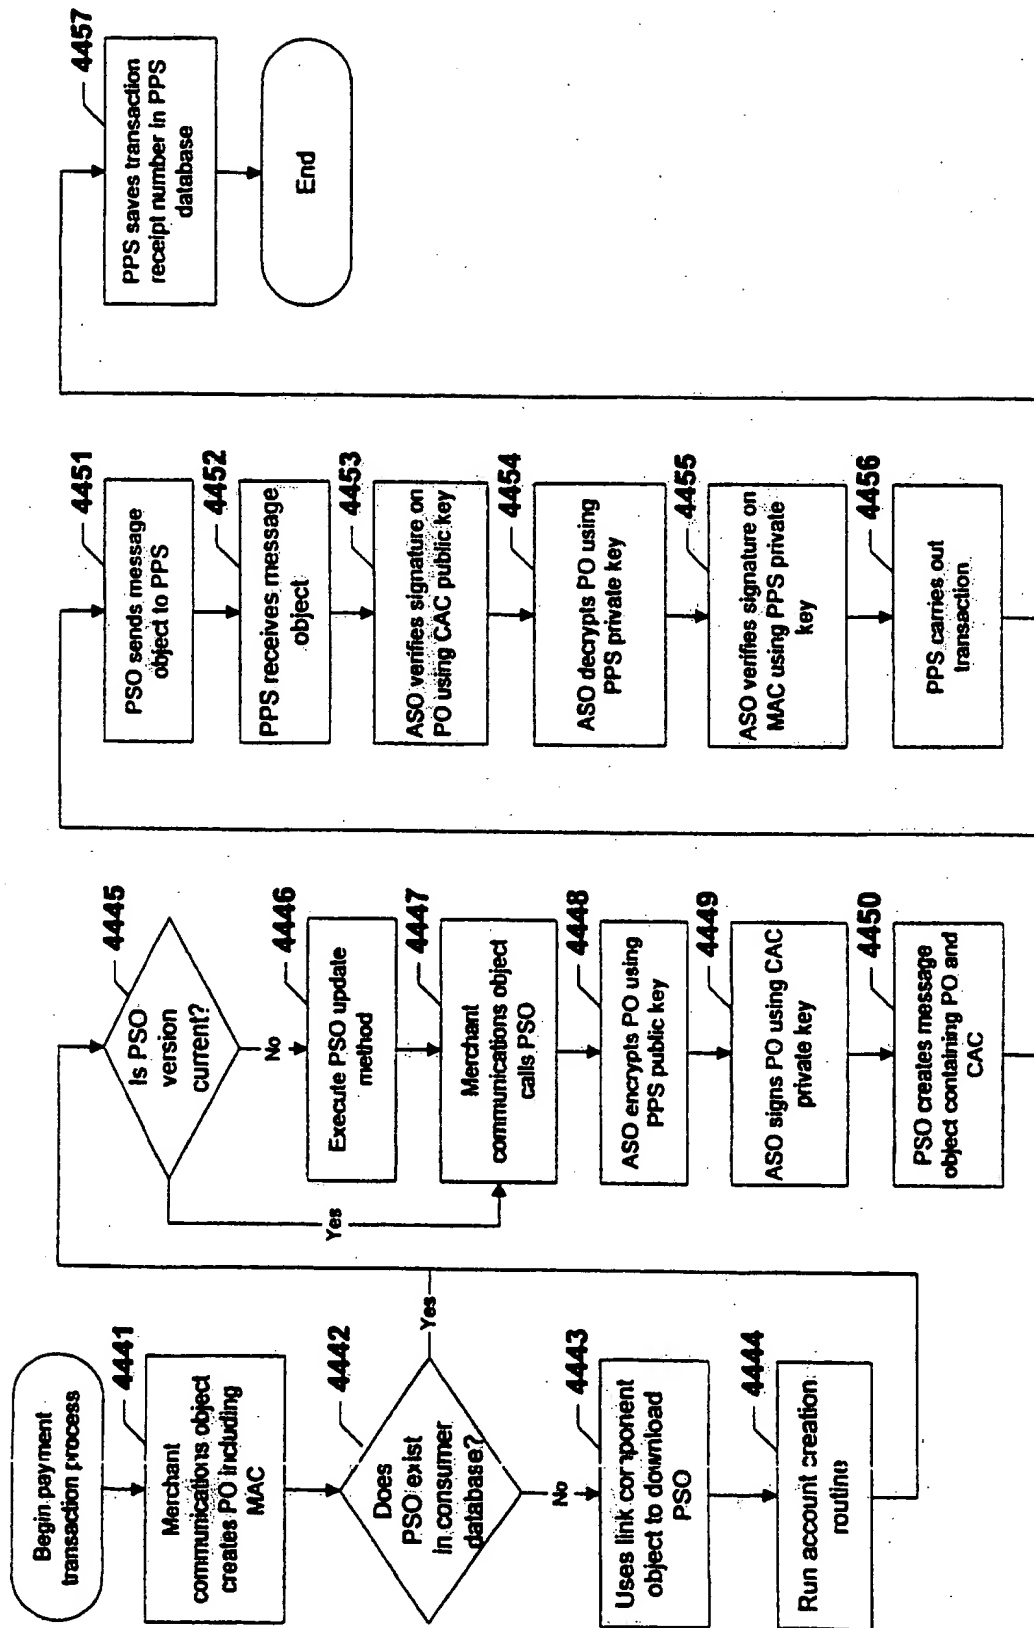 Begin payment
transaction process
4441
Merchant
communications object
creates PO including
MAC
4442
Does
PSO exist
in consumer
database?
Yes
No
4443
Uses link component
object to download
PSO
4444
Run account creation
routine
4445
Is PSO
version
current?
Yes
No
4446
Execute PSO update
method
4447
Merchant
communications object
calls PSO
4448
ASO encrypts PO using
PPS public key
4449
ASO signs PO using CAC
private key
4450
PSO creates message
object containing PO and
CAC
4451
PSO sends message
object to PPS
4452
PPS receives message
object
4453
ASO verifies signature on
PO using CAC public key
4454
ASO decrypts PO using
PPS private key
4455
ASO verifies signature on
MAC using PPS private
key
4456
PPS carries out
transaction
4457
PPS saves transaction
receipt number in PPS
database
End